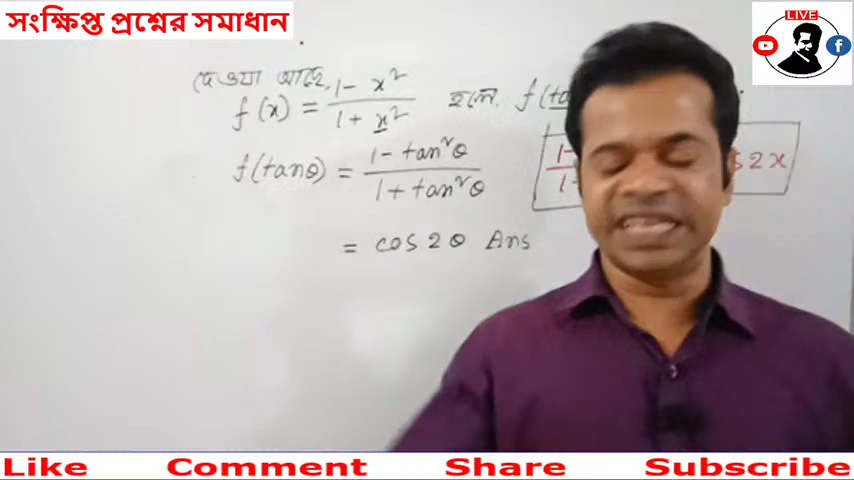 সংক্ষিপ্ত প্রশ্নের সমাধান
LIVE
দেওয়া আছে, f(x) = (1 - x²)/(1 + x²) হলে. f(ta
f(tanθ) = (1 - tan²θ)/(1 + tan²θ)
s 2x
= cos 2θ Ans
Like Comment Share Subscribe